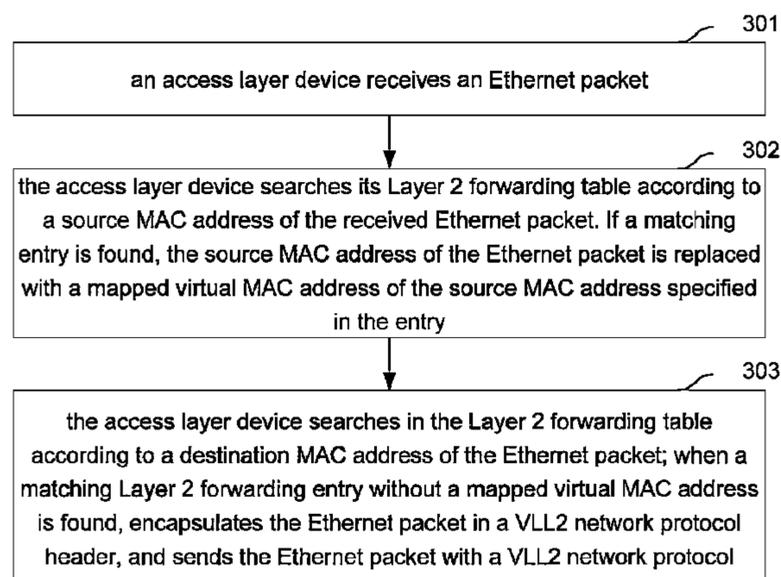 301
an access layer device receives an Ethernet packet
302
the access layer device searches its Layer 2 forwarding table according to
a source MAC address of the received Ethernet packet. If a matching
entry is found, the source MAC address of the Ethernet packet is replaced
with a mapped virtual MAC address of the source MAC address specified
in the entry
303
the access layer device searches in the Layer 2 forwarding table
according to a destination MAC address of the Ethernet packet; when a
matching Layer 2 forwarding entry without a mapped virtual MAC address
is found, encapsulates the Ethernet packet in a VLL2 network protocol
header, and sends the Ethernet packet with a VLL2 network protocol